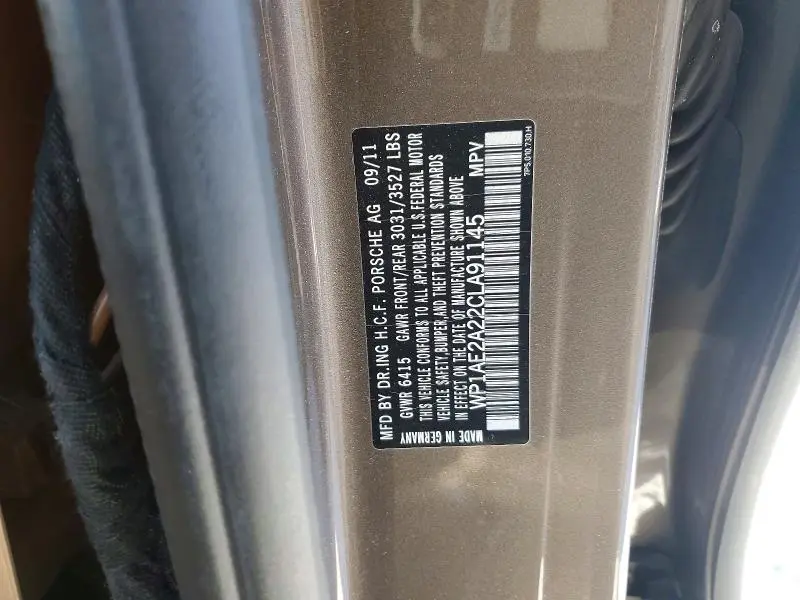 MFD BY DR.ING H.C.F. PORSCHE AG 09/11
GVWR 6415 GAWR FRONT/REAR 3031/3527 LBS
THIS VEHICLE CONFORMS TO ALL APPLICABLE U.S.FEDERAL MOTOR
VEHICLE SAFETY,BUMPER,AND THEFT PREVENTION STANDARDS
IN EFFECT ON THE DATE OF MANUFACTURE SHOWN ABOVE
WP1AE2A22CLA91145 MPV
MADE IN GERMANY
7P5.010.730.H